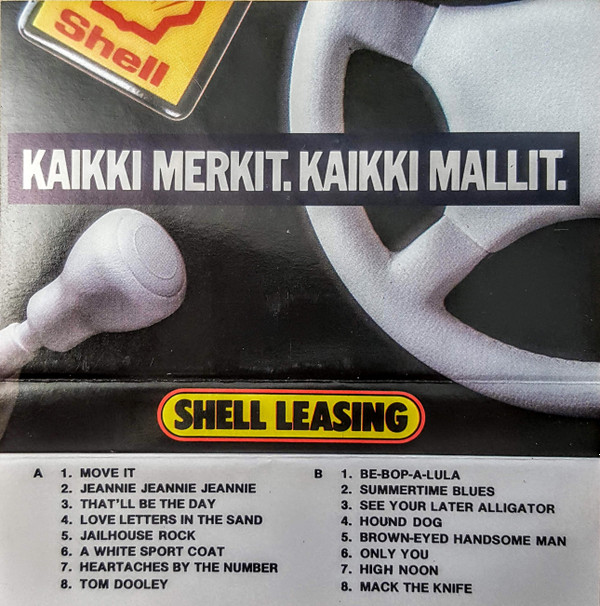 Shell
KAIKKI MERKIT. KAIKKI MALLIT.
SHELL LEASING
A 1. MOVE IT
2. JEANNIE JEANNIE JEANNIE
3. THAT'LL BE THE DAY
4. LOVE LETTERS IN THE SAND
5. JAILHOUSE ROCK
6. A WHITE SPORT COAT
7. HEARTACHES BY THE NUMBER
8. TOM DOOLEY
B 1. BE-BOP-A-LULA
2. SUMMERTIME BLUES
3. SEE YOUR LATER ALLIGATOR
4. HOUND DOG
5. BROWN-EYED HANDSOME MAN
6. ONLY YOU
7. HIGH NOON
8. MACK THE KNIFE